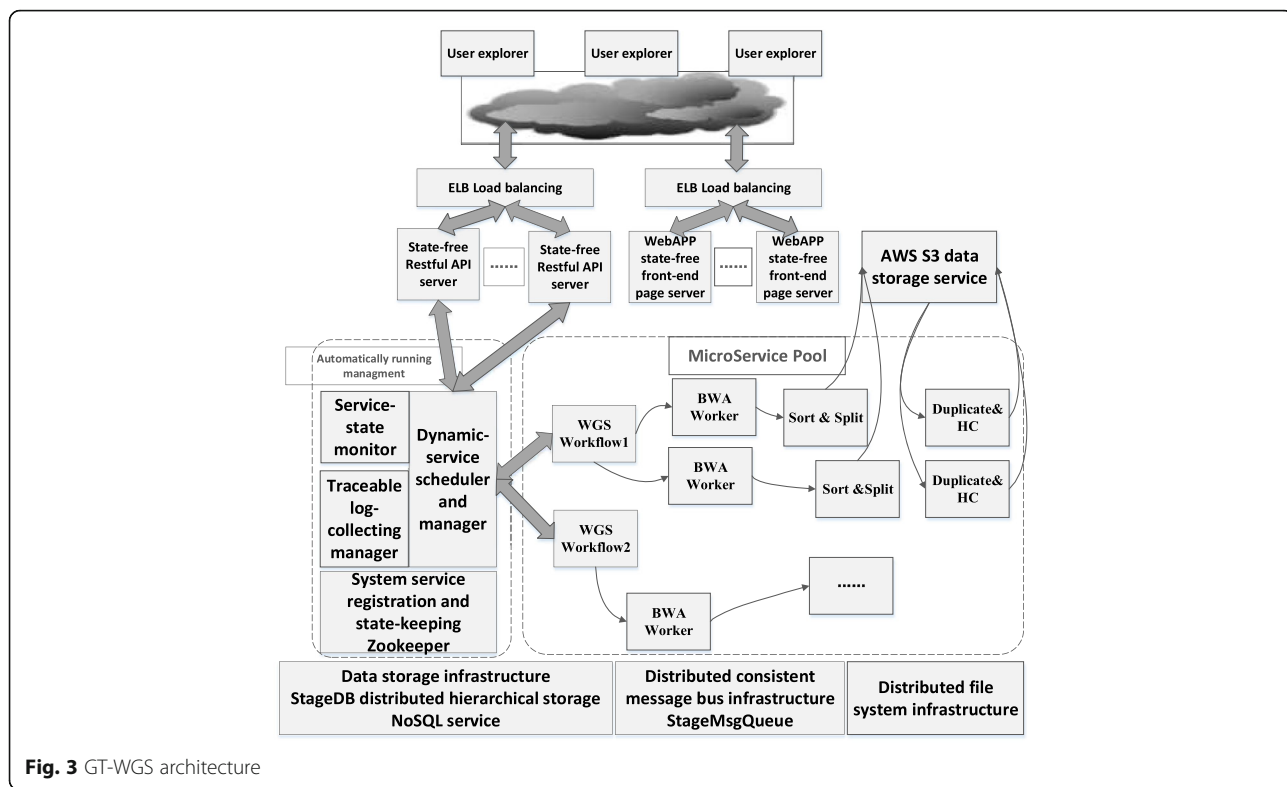 User explorer
User explorer
User explorer
ELB Load balancing
ELB Load balancing
State-free
Restful API
server
......
State-free
Restful API
server
WebAPP
state-free
front-end
page server
......
WebAPP
state-free
front-end
page server
AWS S3 data
storage service
Automatically running
managment
MicroService Pool
Service-
state
monitor
Traceable
log-
collecting
manager
Dynamic-
service
scheduler
and
manager
System service
registration and
state-keeping
Zookeeper
WGS
Workflow1
BWA
Worker
Sort & Split
BWA
Worker
Sort &Split
Duplicate&
HC
Duplicate&
HC
WGS
Workflow2
BWA
Worker
......
Data storage infrastructure
StageDB distributed hierarchical storage
NoSQL service
Distributed consistent
message bus infrastructure
StageMsgQueue
Distributed file
system infrastructure
Fig. 3 GT-WGS architecture